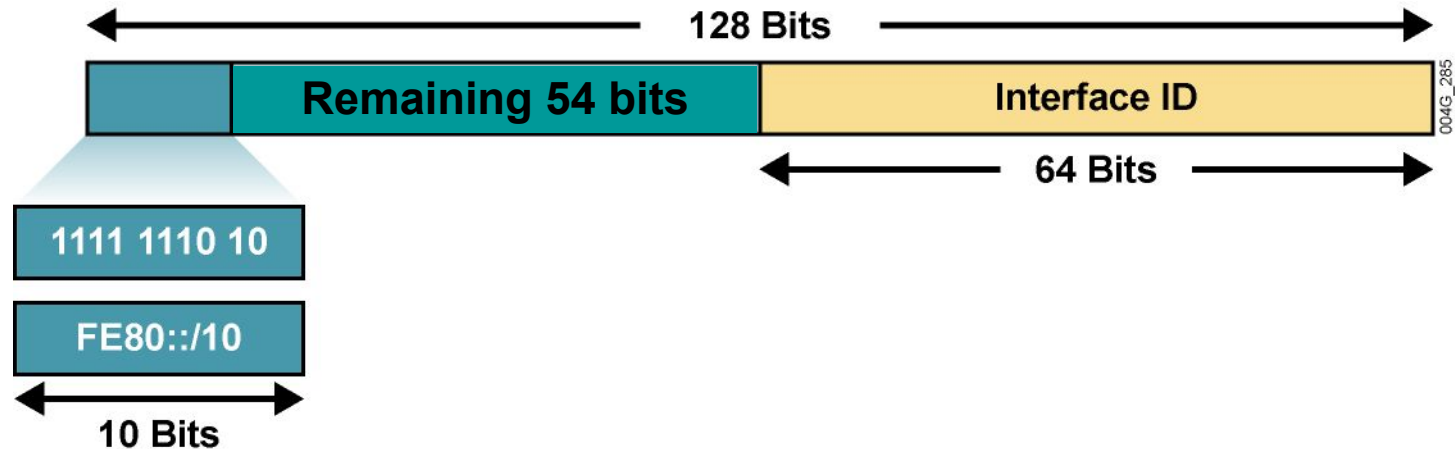 128 Bits
Remaining 54 bits
Interface ID
004G_285
64 Bits
1111 1110 10
FE80::/10
10 Bits